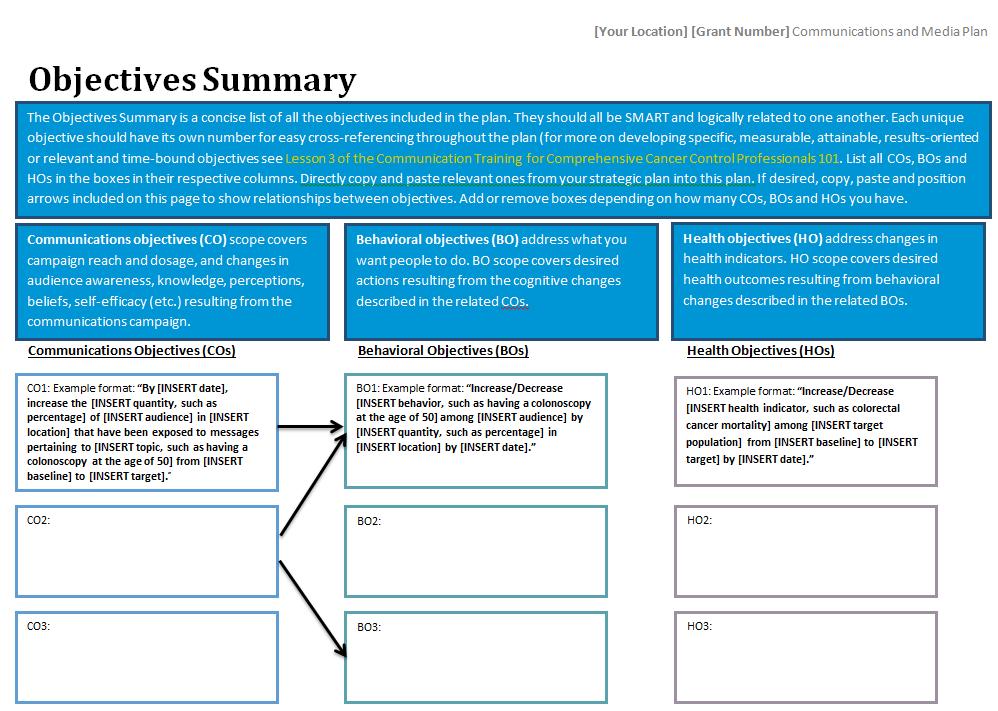 [Your Location] [Grant Number] Communications and Media Plan
Objectives Summary
The Objectives Summary is a concise list of all the objectives included in the plan. They should all be SMART and logically related to one another. Each unique
objective should have its own number for easy cross-referencing throughout the plan (for more on developing specific, measurable, attainable, results-oriented
or relevant and time-bound objectives see Lesson 3 of the Communication Training for Comprehensive Cancer Control Professionals 101. List all COs, BOs and
HOs in the boxes in their respective columns. Directly copy and paste relevant ones from your strategic plan into this plan. If desired, copy, paste and position
arrows included on this page to show relationships between objectives. Add or remove boxes depending on how many COs, BOs and HOs you have.
Communications objectives (CO) scope covers
campaign reach and dosage, and changes in
audience awareness, knowledge, perceptions,
beliefs, self-efficacy (etc.) resulting from the
communications campaign.
Behavioral objectives (BO) address what you
want people to do. BO scope covers desired
actions resulting from the cognitive changes
described in the related COs.
Health objectives (HO) address changes in
health indicators. HO scope covers desired
health outcomes resulting from behavioral
changes described in the related BOs.
Communications Objectives (COs)
Behavioral Objectives (BOs)
Health Objectives (HOs)
CO1: Example format: “By [INSERT date],
increase the [INSERT quantity, such as
percentage] of [INSERT audience] in [INSERT
location] that have been exposed to messages
pertaining to [INSERT topic, such as having a
colonoscopy at the age of 50] from [INSERT
baseline] to [INSERT target].”
BO1: Example format: “Increase/Decrease
[INSERT behavior, such as having a colonoscopy
at the age of 50] among [INSERT audience] by
[INSERT quantity, such as percentage] in
[INSERT location] by [INSERT date].”
HO1: Example format: “Increase/Decrease
[INSERT health indicator, such as colorectal
cancer mortality] among [INSERT target
population] from [INSERT baseline] to [INSERT
target] by [INSERT date].”
CO2:
BO2:
HO2:
CO3:
BO3:
HO3: